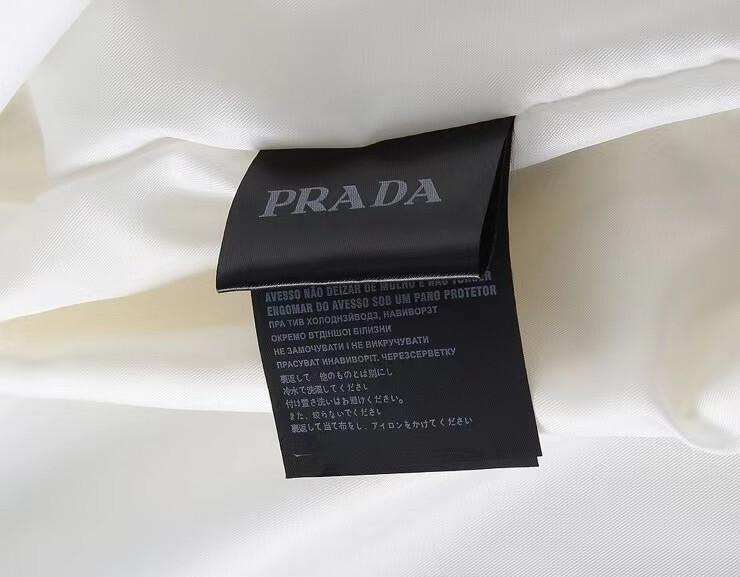 PRADA
AVESSO NÃO DEIZAR DE MOLHO E NAO TORCER
ENGOMAR DO AVESSO SOB UM PANO PROTETOR
ПРА ТИВ ХОЛОДНЗЙВОДЗ, НАВИВОРЗТ
ОКРЕМО ВТДІНШОІ БІЛИЗНИ
НЕ ЗАМОЧУВАТИ І НЕ ВИКРУЧУВАТИ
ПРАСУВАТ ИНАВИВОРІТ. ЧЕРЕЗСЕРВЕТКУ
裏返して 他のものとは別にし
冷水で洗濯してください
付け置き洗いはお避けください。
また、絞らないでください
裏返して当て布をし、アイロンをかけてください